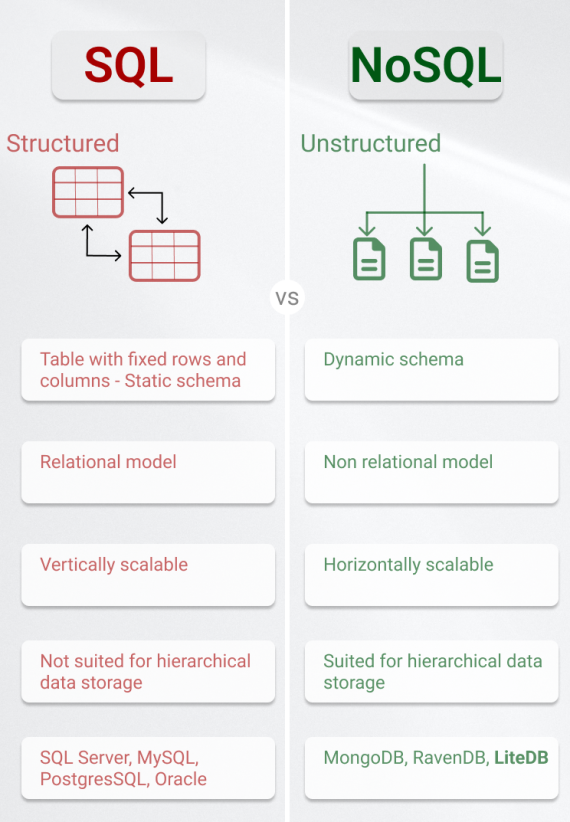 SQL
NoSQL
Structured
Unstructured
VS
Table with fixed rows and
columns - Static schema
Dynamic schema
Relational model
Non relational model
Vertically scalable
Horizontally scalable
Not suited for hierarchical
data storage
Suited for hierarchical data
storage
SQL Server, MySQL,
PostgresSQL, Oracle
MongoDB, RavenDB, LiteDB